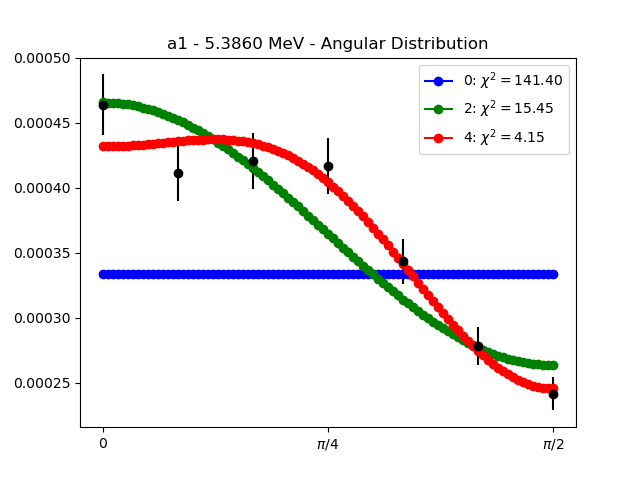 a1 - 5.3860 MeV - Angular Distribution
0.00050
0.00045
0.00040
0.00035
0.00030
0.00025
0: χ² = 141.40
2: χ² = 15.45
4: χ² = 4.15
0
π/4
π/2